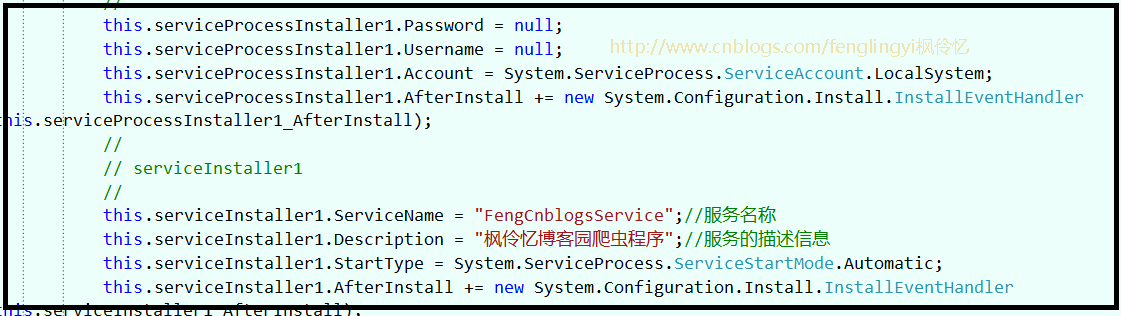 //
this.serviceProcessInstaller1.Password = null;
this.serviceProcessInstaller1.Username = null;
http://www.cnblogs.com/fenglingyi枫伶忆
this.serviceProcessInstaller1.Account = System.ServiceProcess.ServiceAccount.LocalSystem;
this.serviceProcessInstaller1.AfterInstall += new System.Configuration.Install.InstallEventHandler
his.serviceProcessInstaller1_AfterInstall);
//
// serviceInstaller1
//
this.serviceInstaller1.ServiceName = "FengCnblogsService";//服务名称
this.serviceInstaller1.Description = "枫伶忆博客园爬虫程序";//服务的描述信息
this.serviceInstaller1.StartType = System.ServiceProcess.ServiceStartMode.Automatic;
this.serviceInstaller1.AfterInstall += new System.Configuration.Install.InstallEventHandler
his.serviceInstaller1_AfterInstall);